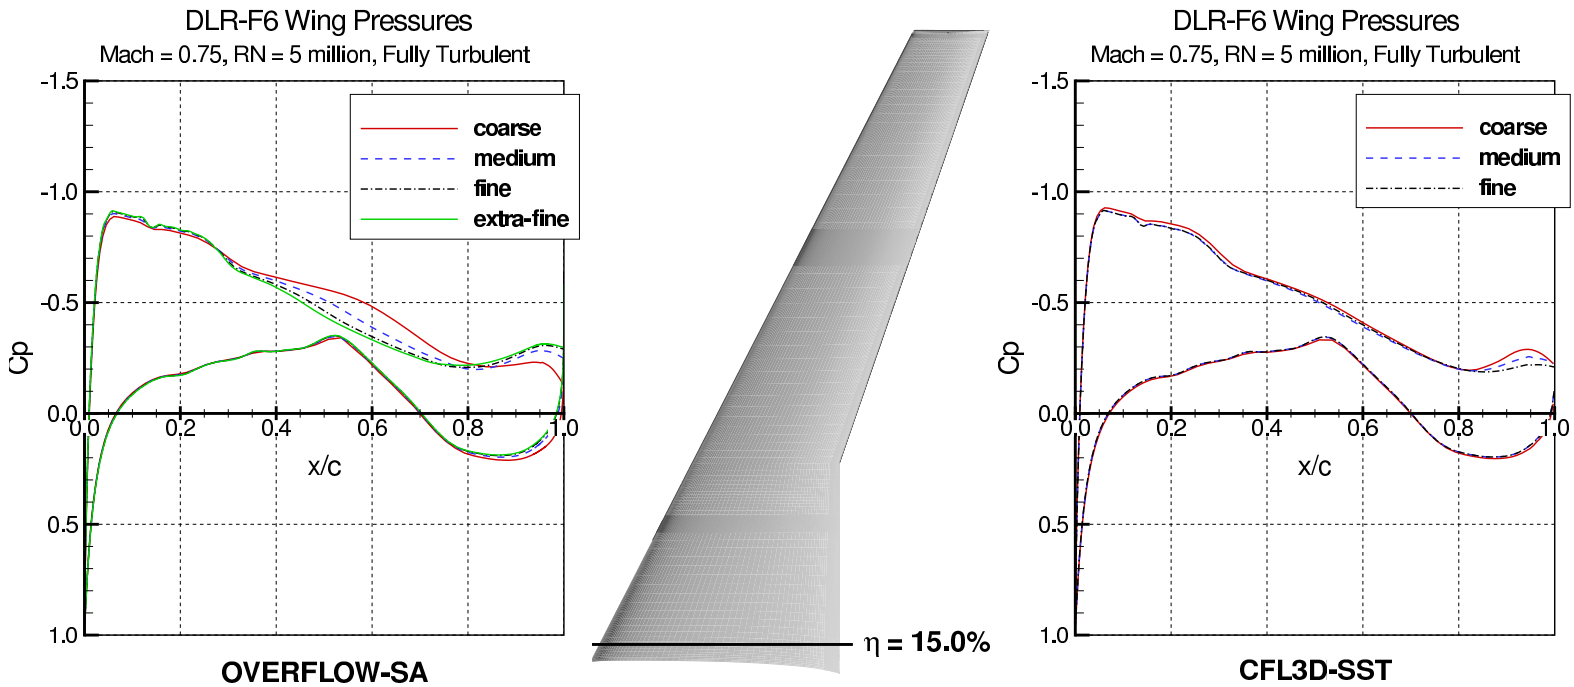 DLR-F6 Wing Pressures
Mach = 0.75, RN = 5 million, Fully Turbulent
-1.5
-1.0
-0.5
0.0
0.5
1.0
Cp
coarse
medium
fine
extra-fine
0.0 0.2 0.4 0.6 0.8 1.0
x/c
OVERFLOW-SA
η = 15.0%
DLR-F6 Wing Pressures
Mach = 0.75, RN = 5 million, Fully Turbulent
-1.5
-1.0
-0.5
0.0
0.5
1.0
Cp
coarse
medium
fine
0.0 0.2 0.4 0.6 0.8 1.0
x/c
CFL3D-SST